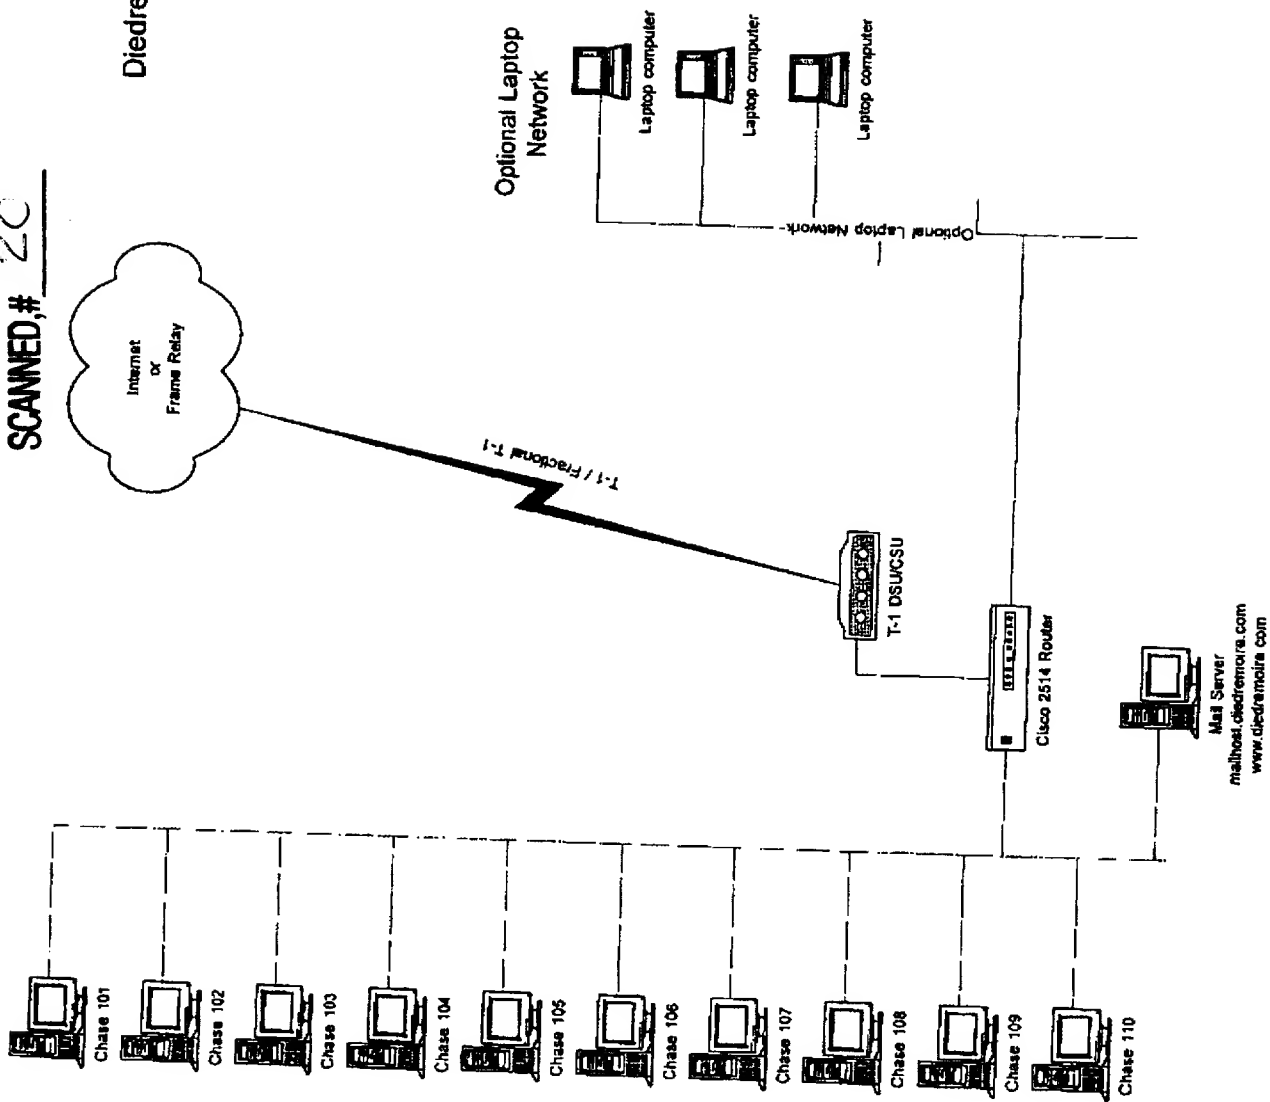 Diedre
SCANNED,# 20
Optional Laptop
Network
Laptop computer
Laptop computer
Laptop computer
Optional Laptop Network
Internet
or
Frame Relay
T-1 / Fractional T-1
T-1 DSU/CSU
Cisco 2514 Router
Mail Server
mailhost.diedremoira.com
www.diedremoira com
Chase 101
Chase 102
Chase 103
Chase 104
Chase 105
Chase 106
Chase 107
Chase 108
Chase 109
Chase 110